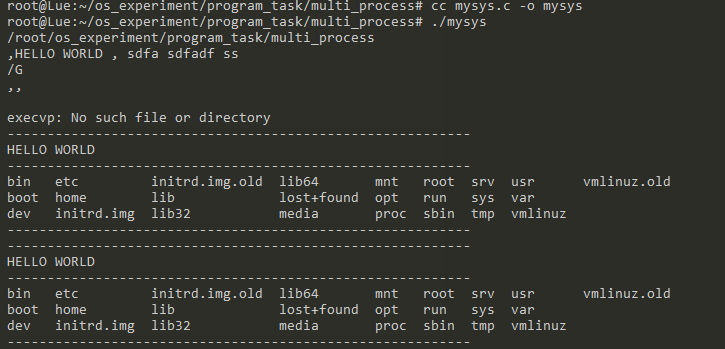 root@Lue:~/os_experiment/program_task/multi_process# cc mysys.c -o mysys
root@Lue:~/os_experiment/program_task/multi_process# ./mysys
/root/os_experiment/program_task/multi_process
,HELLO WORLD , sdfa sdfadf ss
/G
,,
execvp: No such file or directory
----------------------------------------------------------
HELLO WORLD
----------------------------------------------------------
bin   etc         initrd.img.old  lib64       mnt   root  srv  usr      vmlinuz.old
boot  home        lib             lost+found  opt   run   sys  var
dev   initrd.img  lib32           media       proc  sbin  tmp  vmlinuz
----------------------------------------------------------
----------------------------------------------------------
HELLO WORLD
----------------------------------------------------------
bin   etc         initrd.img.old  lib64       mnt   root  srv  usr      vmlinuz.old
boot  home        lib             lost+found  opt   run   sys  var
dev   initrd.img  lib32           media       proc  sbin  tmp  vmlinuz
----------------------------------------------------------